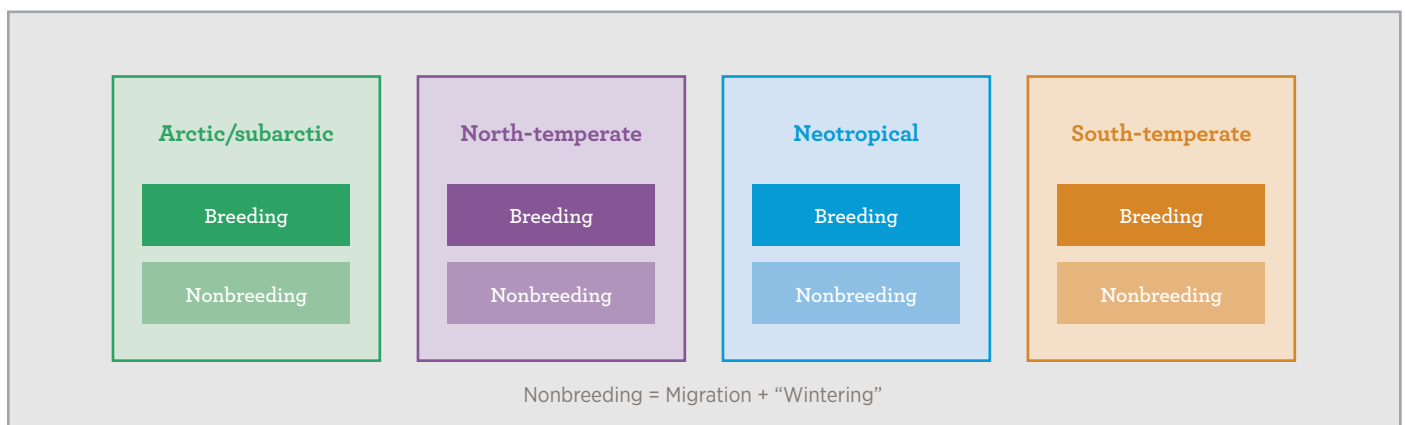 Arctic/subarctic
Breeding
Nonbreeding
North-temperate
Breeding
Nonbreeding
Neotropical
Breeding
Nonbreeding
South-temperate
Breeding
Nonbreeding
Nonbreeding = Migration + “Wintering”